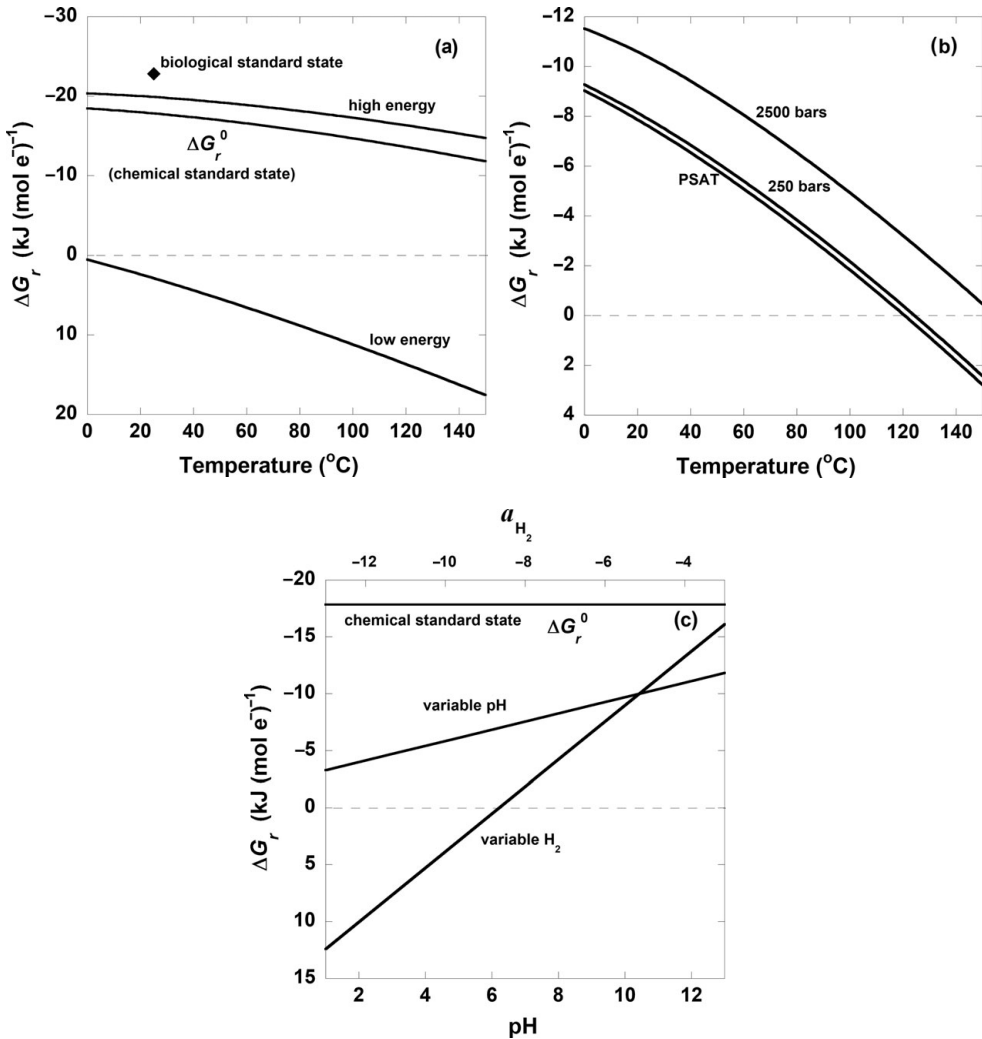 (a)
biological standard state
high energy
ΔG_r^0
(chemical standard state)
low energy
ΔG_r (kJ (mol e⁻)⁻¹)
−30
−20
−10
0
10
20
0 20 40 60 80 100 120 140
Temperature (°C)
(b)
2500 bars
250 bars
PSAT
ΔG_r (kJ (mol e⁻)⁻¹)
−12
−10
−8
−6
−4
−2
0
2
4
0 20 40 60 80 100 120 140
Temperature (°C)
a_H₂
−12 −10 −8 −6 −4
(c)
chemical standard state ΔG_r^0
variable pH
variable H₂
ΔG_r (kJ (mol e⁻)⁻¹)
−20
−15
−10
−5
0
5
10
15
2 4 6 8 10 12
pH